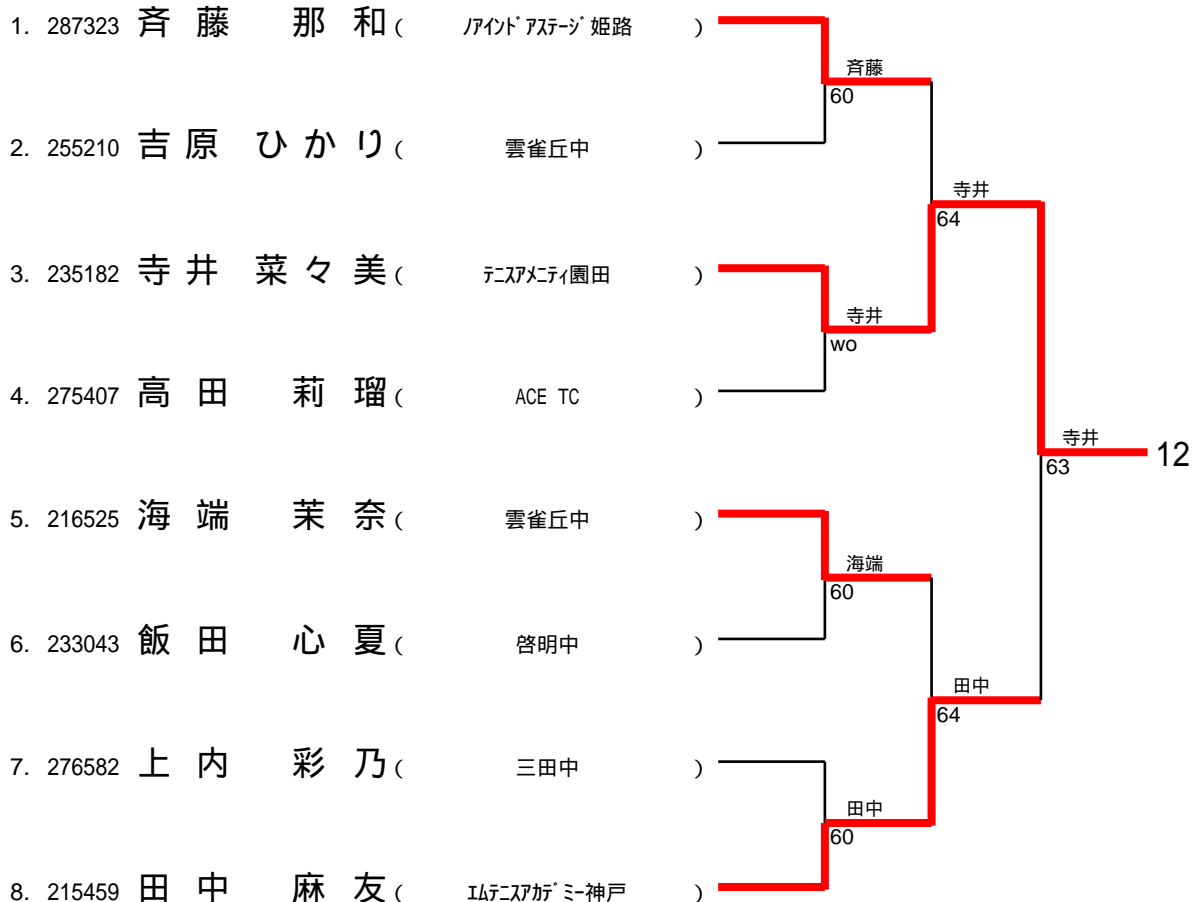 1. 287323 斉藤 那和 ( ﾉｱｲﾝﾄﾞｱｽﾃｰｼﾞ姫路 )
斉藤
60
2. 255210 吉原 ひかり ( 雲雀丘中 )
寺井
64
3. 235182 寺井 菜々美 ( ﾃﾆｽｱﾒﾆﾃｨ園田 )
寺井
wo
4. 275407 高田 莉瑠 ( ACE TC )
寺井
63
12
5. 216525 海端 茉奈 ( 雲雀丘中 )
海端
60
6. 233043 飯田 心夏 ( 啓明中 )
田中
64
7. 276582 上内 彩乃 ( 三田中 )
田中
60
8. 215459 田中 麻友 ( ｴﾑﾃﾆｽｱｶﾃﾞﾐｰ神戸 )